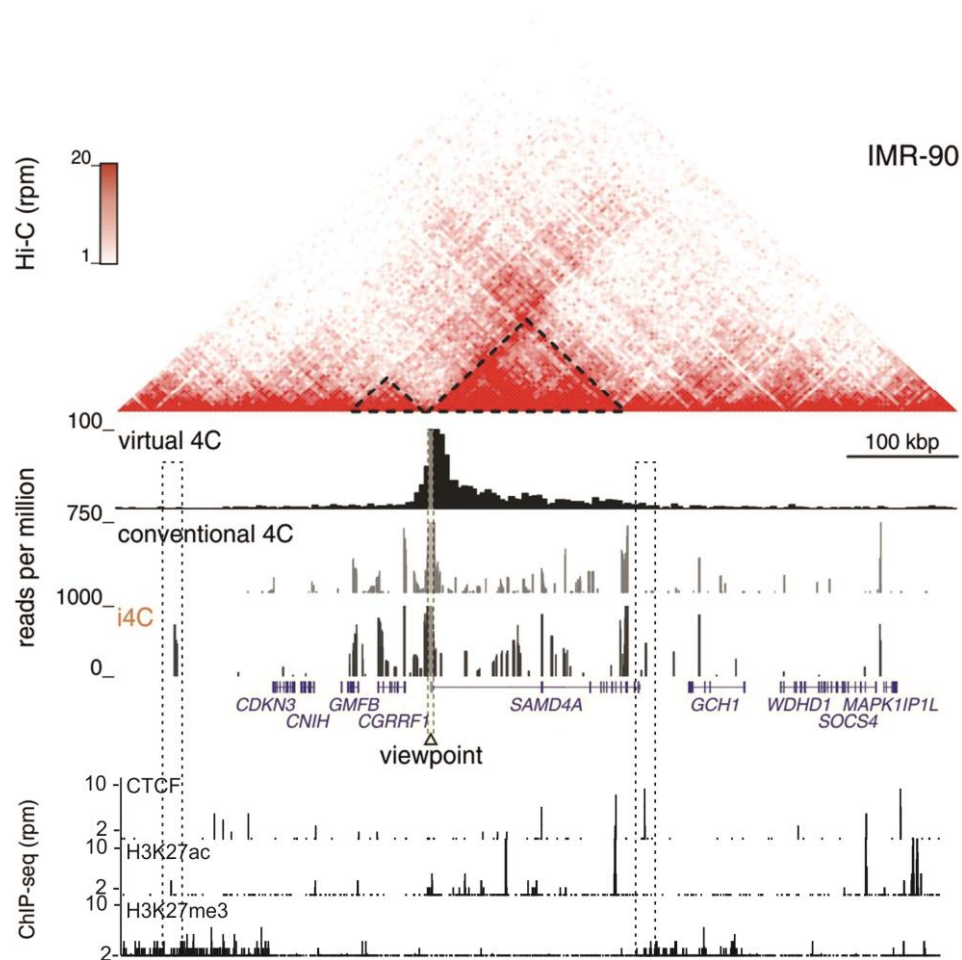 IMR-90
Hi-C (rpm)
20
1
100
virtual 4C
100 kbp
reads per million
750
conventional 4C
1000
i4C
0
CDKN3
GMFB
SAMD4A
GCH1
WDHD1
MAPK1IP1L
CNIH
CGRRF1
SOCS4
viewpoint
ChIP-seq (rpm)
10
CTCF
2
10
H3K27ac
2
10
H3K27me3
2